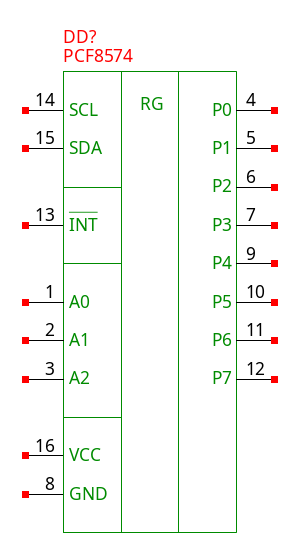 DD?
PCF8574
RG
14 SCL P0 4
15 SDA P1 5
P2 6
13 INT P3 7
P4 9
1 A0 P5 10
2 A1 P6 11
3 A2 P7 12
16 VCC
8 GND